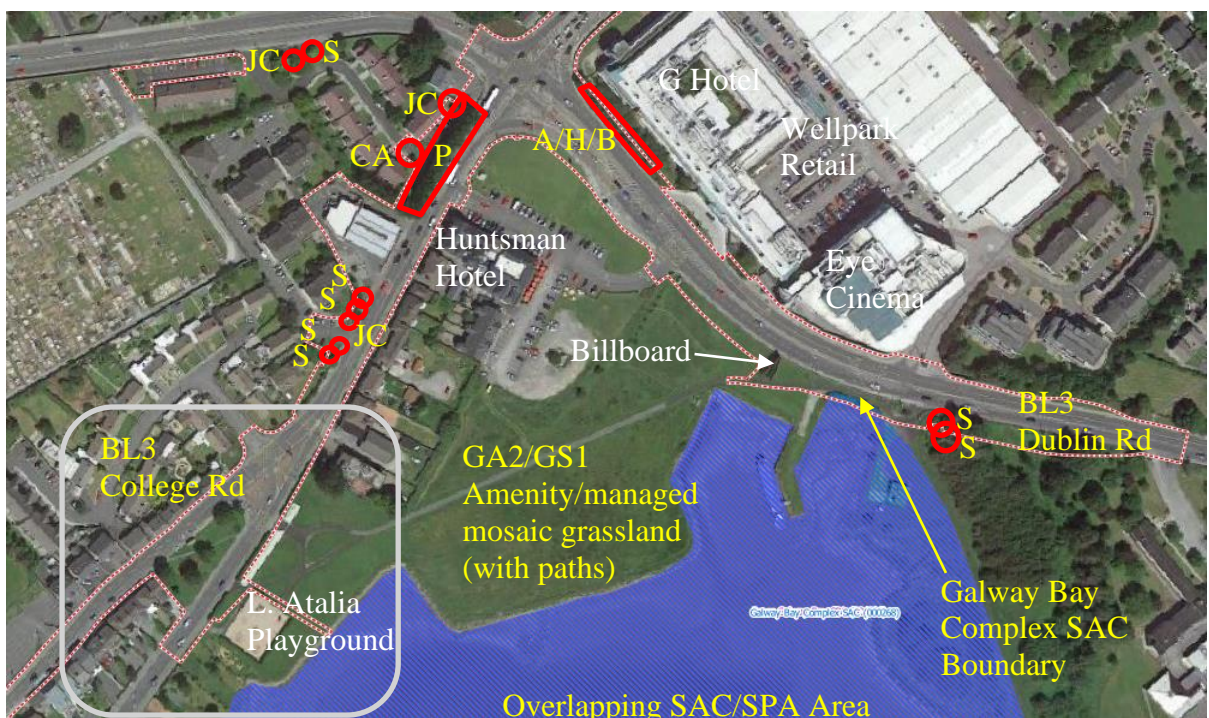 JC
S
JC
CA
P
A/H/B
G Hotel
Wellpark
Retail
Huntsman
Hotel
Eye
Cinema
S
S
S
JC
S
Billboard
BL3
College Rd
GA2/GS1
Amenity/managed
mosaic grassland
(with paths)
S
S
BL3
Dublin Rd
L. Atalia
Playground
Galway Bay Complex SAC (000268)
Galway Bay
Complex SAC
Boundary
Overlapping SAC/SPA Area